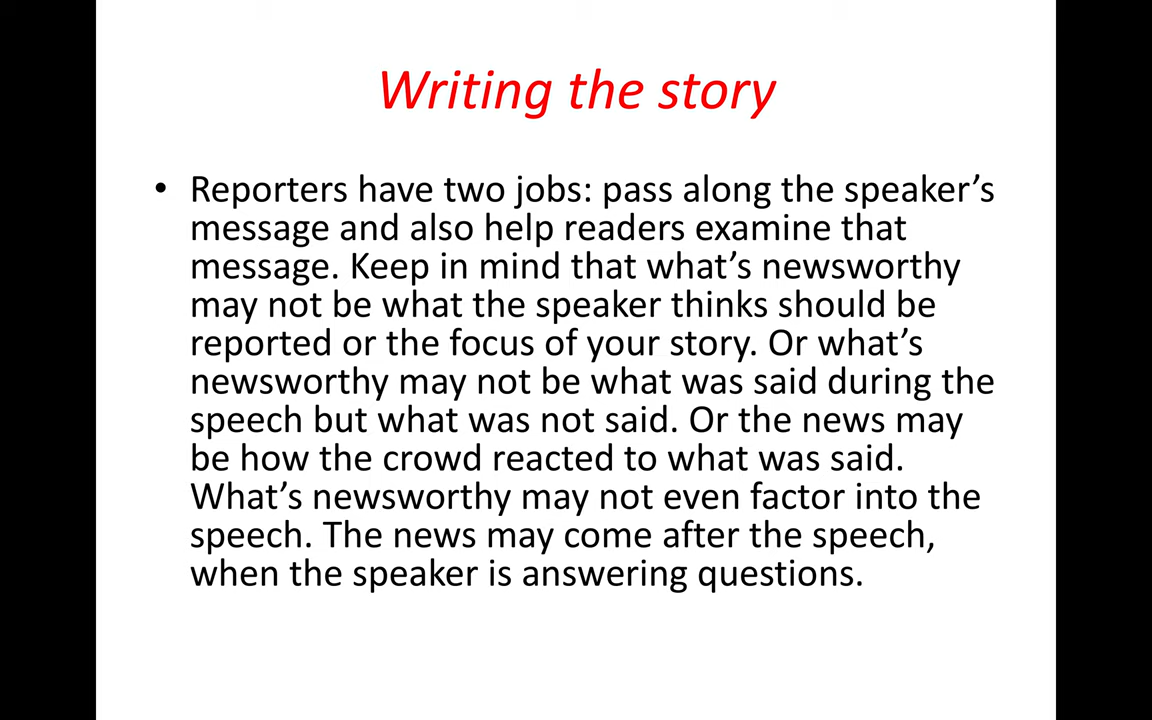 Writing the story
• Reporters have two jobs: pass along the speaker’s
message and also help readers examine that
message. Keep in mind that what’s newsworthy
may not be what the speaker thinks should be
reported or the focus of your story. Or what’s
newsworthy may not be what was said during the
speech but what was not said. Or the news may
be how the crowd reacted to what was said.
What’s newsworthy may not even factor into the
speech. The news may come after the speech,
when the speaker is answering questions.